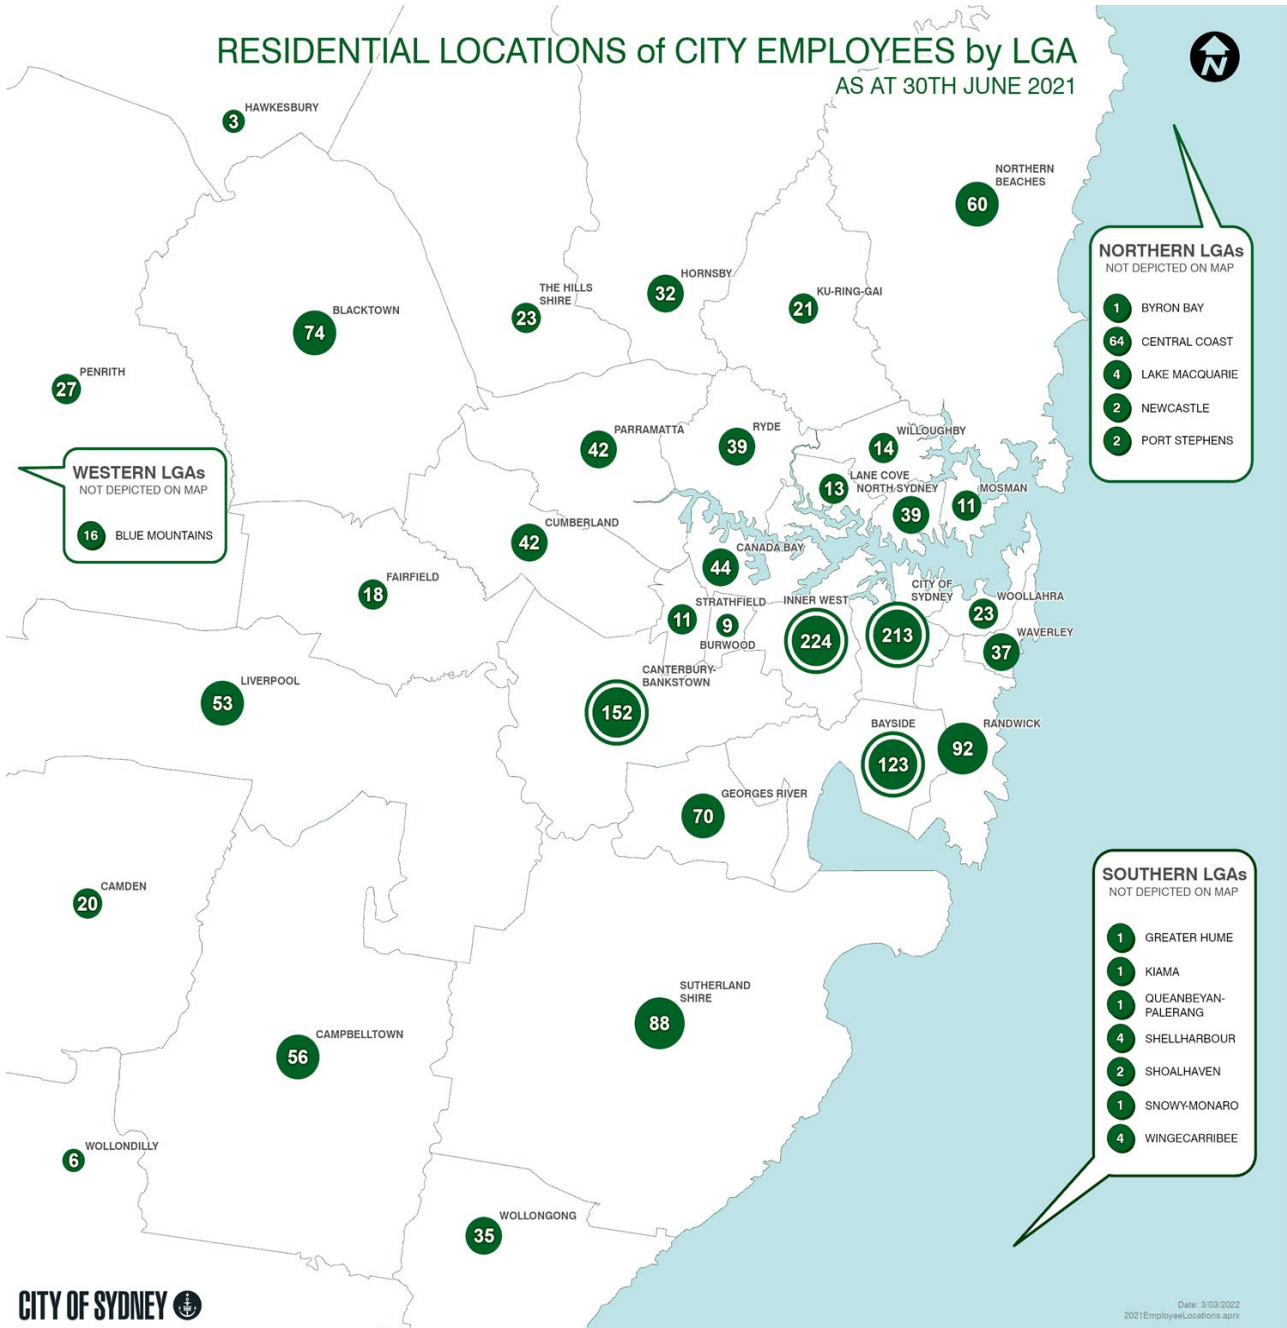 RESIDENTIAL LOCATIONS of CITY EMPLOYEES by LGA
AS AT 30TH JUNE 2021
N
HAWKESBURY
3
NORTHERN
BEACHES
60
NORTHERN LGAs
NOT DEPICTED ON MAP
1 BYRON BAY
64 CENTRAL COAST
4 LAKE MACQUARIE
2 NEWCASTLE
2 PORT STEPHENS
HORNSBY
32
THE HILLS
SHIRE
23
KU-RING-GAI
21
BLACKTOWN
74
PENRITH
27
PARRAMATTA
42
RYDE
39
WILLOUGHBY
14
LANE COVE
13
NORTH SYDNEY
39
MOSMAN
11
WESTERN LGAs
NOT DEPICTED ON MAP
16 BLUE MOUNTAINS
CUMBERLAND
42
CANADA BAY
44
FAIRFIELD
18
STRATHFIELD
11
9
BURWOOD
INNER WEST
224
CITY OF
SYDNEY
213
WOOLLAHRA
23
WAVERLEY
37
CANTERBURY-
BANKSTOWN
152
LIVERPOOL
53
BAYSIDE
123
RANDWICK
92
GEORGES RIVER
70
CAMDEN
20
SOUTHERN LGAs
NOT DEPICTED ON MAP
1 GREATER HUME
1 KIAMA
1 QUEANBEYAN-
PALERANG
4 SHELLHARBOUR
2 SHOALHAVEN
1 SNOWY-MONARO
4 WINGECARRIBEE
SUTHERLAND
SHIRE
88
CAMPBELLTOWN
56
WOLLONDILLY
6
WOLLONGONG
35
CITY OF SYDNEY
Date: 3/03/2022
2021EmployeeLocations.aprx